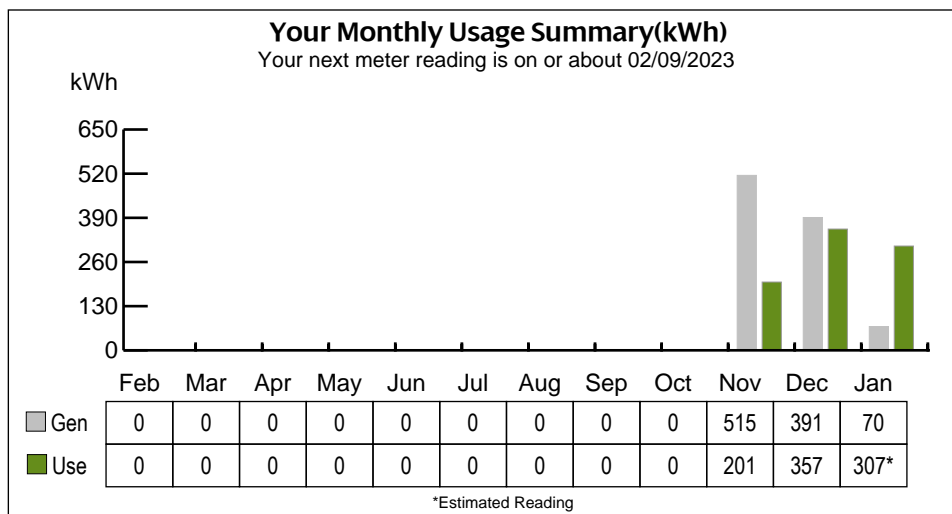 Your Monthly Usage Summary(kWh)
Your next meter reading is on or about 02/09/2023
kWh
650
520
390
260
130
0
Feb Mar Apr May Jun Jul Aug Sep Oct Nov Dec Jan
Gen 0 0 0 0 0 0 0 0 0 515 391 70
Use 0 0 0 0 0 0 0 0 0 201 357 307*
*Estimated Reading